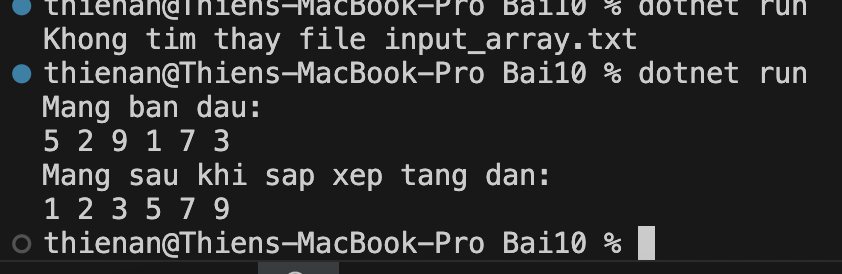 thienan@Thiens-MacBook-Pro Bai10 % dotnet run
Khong tim thay file input_array.txt
thienan@Thiens-MacBook-Pro Bai10 % dotnet run
Mang ban dau:
5 2 9 1 7 3
Mang sau khi sap xep tang dan:
1 2 3 5 7 9
thienan@Thiens-MacBook-Pro Bai10 %